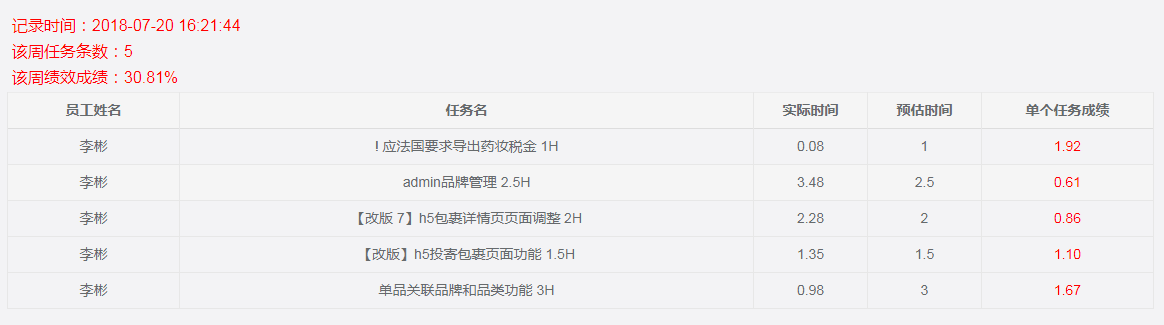 记录时间：2018-07-20 16:21:44
该周任务条数：5
该周绩效成绩：30.81%
员工姓名 任务名 实际时间 预估时间 单个任务成绩
李彬 ! 应法国要求导出药妆税金 1H 0.08 1 1.92
李彬 admin品牌管理 2.5H 3.48 2.5 0.61
李彬 【改版 7】h5包裹详情页页面调整 2H 2.28 2 0.86
李彬 【改版】h5投寄包裹页面功能 1.5H 1.35 1.5 1.10
李彬 单品关联品牌和品类功能 3H 0.98 3 1.67